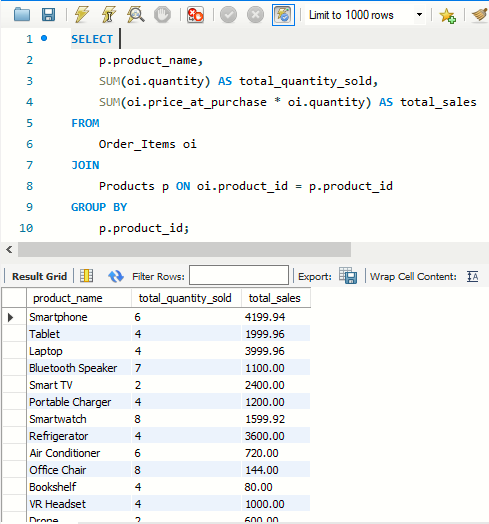 Limit to 1000 rows
1 SELECT
2 p.product_name,
3 SUM(oi.quantity) AS total_quantity_sold,
4 SUM(oi.price_at_purchase * oi.quantity) AS total_sales
5 FROM
6 Order_Items oi
7 JOIN
8 Products p ON oi.product_id = p.product_id
9 GROUP BY
10 p.product_id;
Result Grid Filter Rows: Export: Wrap Cell Content: IA
product_name total_quantity_sold total_sales
Smartphone 6 4199.94
Tablet 4 1999.96
Laptop 4 3999.96
Bluetooth Speaker 7 1100.00
Smart TV 2 2400.00
Portable Charger 4 1200.00
Smartwatch 8 1599.92
Refrigerator 4 3600.00
Air Conditioner 6 720.00
Office Chair 8 144.00
Bookshelf 4 80.00
VR Headset 4 1000.00
Drone 2 600.00